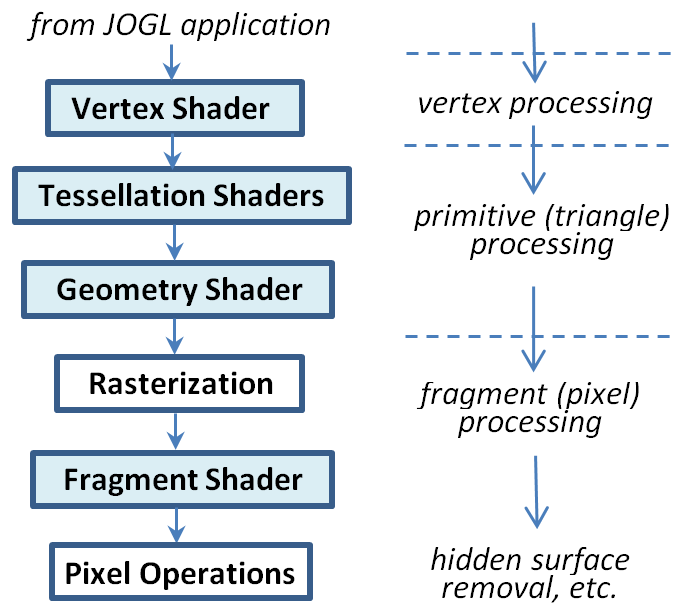 from JOGL application
Vertex Shader
Tessellation Shaders
Geometry Shader
Rasterization
Fragment Shader
Pixel Operations
vertex processing
primitive (triangle)
processing
fragment (pixel)
processing
hidden surface
removal, etc.